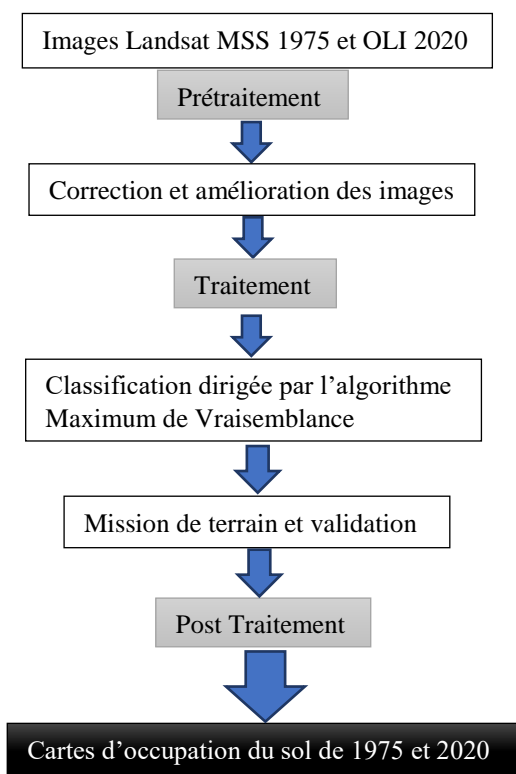 Images Landsat MSS 1975 et OLI 2020
Prétraitement
Correction et amélioration des images
Traitement
Classification dirigée par l’algorithme
Maximum de Vraisemblance
Mission de terrain et validation
Post Traitement
Cartes d’occupation du sol de 1975 et 2020